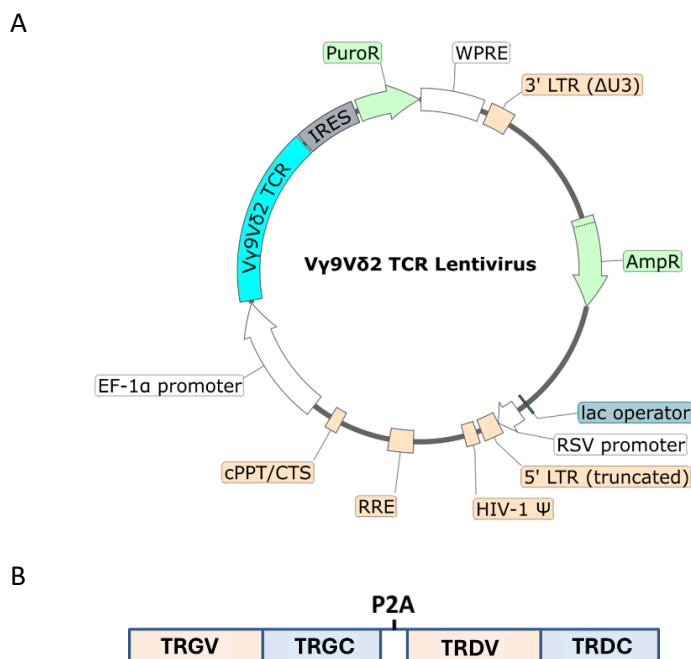 A
PuroR
WPRE
3' LTR (ΔU3)
IRES
Vγ9Vδ2 TCR
Vγ9Vδ2 TCR Lentivirus
AmpR
EF-1α promoter
lac operator
RSV promoter
cPPT/CTS
5' LTR (truncated)
RRE
HIV-1 Ψ
B
P2A
TRGV TRGC TRDV TRDC